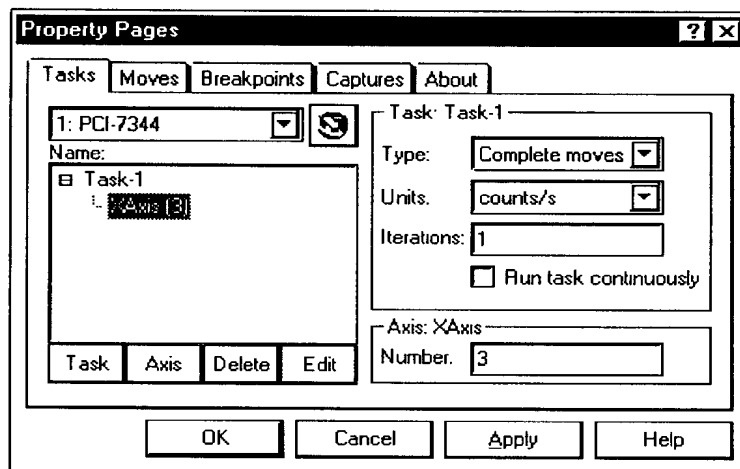 Property Pages
Tasks Moves Breakpoints Captures About
1: PCI-7344
Name:
Task-1
XAxis [3]
Task Axis Delete Edit
Task: Task-1
Type: Complete moves
Units. counts/s
Iterations: 1
Run task continuously
Axis: XAxis
Number. 3
OK Cancel Apply Help